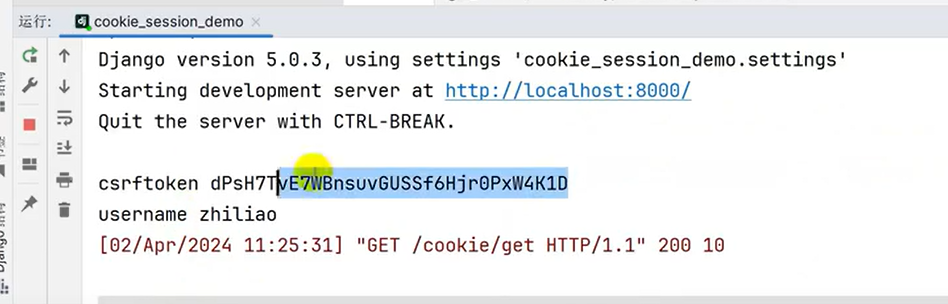 运行: cookie_session_demo
Django version 5.0.3, using settings 'cookie_session_demo.settings'
Starting development server at http://localhost:8000/
Quit the server with CTRL-BREAK.
csrftoken dPsH7TvE7WBnsuvGUSSf6Hjr0PxW4K1D
username zhiliao
[02/Apr/2024 11:25:31] "GET /cookie/get HTTP/1.1" 200 10